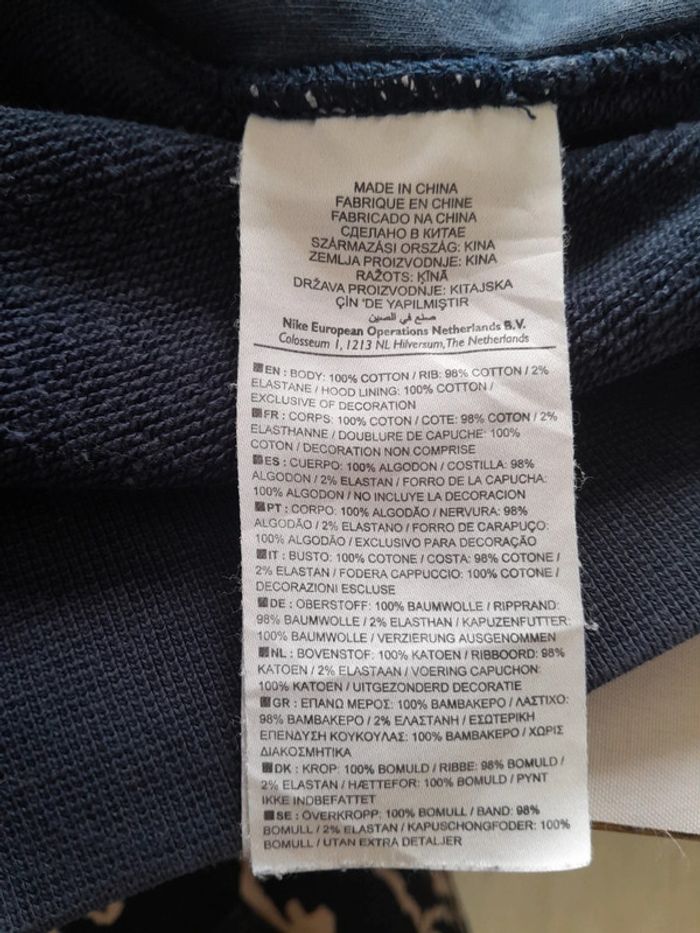 MADE IN CHINA
FABRIQUE EN CHINE
FABRICADO NA CHINA
СДЕЛАНО В КИТАЕ
SZÁRMAZÁSI ORSZÁG: KINA
ZEMLJA PROIZVODNJE: KINA
RAŽOTS: ĶĪNĀ
DRŽAVA PROIZVODNJE: KITAJSKA
ÇİN 'DE YAPILMIŞTIR
صنع في الصين
Nike European Operations Netherlands B.V.
Colosseum 1, 1213 NL Hilversum, The Netherlands
EN : BODY: 100% COTTON / RIB: 98% COTTON / 2%
ELASTANE / HOOD LINING: 100% COTTON /
EXCLUSIVE OF DECORATION
FR : CORPS: 100% COTON / COTE: 98% COTON / 2%
ELASTHANNE / DOUBLURE DE CAPUCHE: 100%
COTON / DECORATION NON COMPRISE
ES : CUERPO: 100% ALGODON / COSTILLA: 98%
ALGODON / 2% ELASTAN / FORRO DE LA CAPUCHA:
100% ALGODON / NO INCLUYE LA DECORACION
PT : CORPO: 100% ALGODÃO / NERVURA: 98%
ALGODÃO / 2% ELASTANO / FORRO DE CARAPUÇO:
100% ALGODÃO / EXCLUSIVO PARA DECORAÇÃO
IT : BUSTO: 100% COTONE / COSTA: 98% COTONE /
2% ELASTAN / FODERA CAPPUCCIO: 100% COTONE /
DECORAZIONI ESCLUSE
DE : OBERSTOFF: 100% BAUMWOLLE / RIPPRAND:
98% BAUMWOLLE / 2% ELASTHAN / KAPUZENFUTTER:
100% BAUMWOLLE / VERZIERUNG AUSGENOMMEN
NL : BOVENSTOF: 100% KATOEN / RIBBOORD: 98%
KATOEN / 2% ELASTAAN / VOERING CAPUCHON:
100% KATOEN / UITGEZONDERD DECORATIE
GR : ΕΠΑΝΩ ΜΕΡΟΣ: 100% ΒΑΜΒΑΚΕΡΟ / ΛΑΣΤΙΧΟ:
98% ΒΑΜΒΑΚΕΡΟ / 2% ΕΛΑΣΤΑΝΗ / ΕΣΩΤΕΡΙΚΗ
ΕΠΕΝΔΥΣΗ ΚΟΥΚΟΥΛΑΣ: 100% ΒΑΜΒΑΚΕΡΟ / ΧΩΡΙΣ
ΔΙΑΚΟΣΜΗΤΙΚΑ
DK : KROP: 100% BOMULD / RIBBE: 98% BOMULD /
2% ELASTAN / HÆTTEFOR: 100% BOMULD / PYNT
IKKE INDBEFATTET
SE : ÖVERKROPP: 100% BOMULL / BAND: 98%
BOMULL / 2% ELASTAN / KAPUSCHONGFODER: 100%
BOMULL / UTAN EXTRA DETALJER